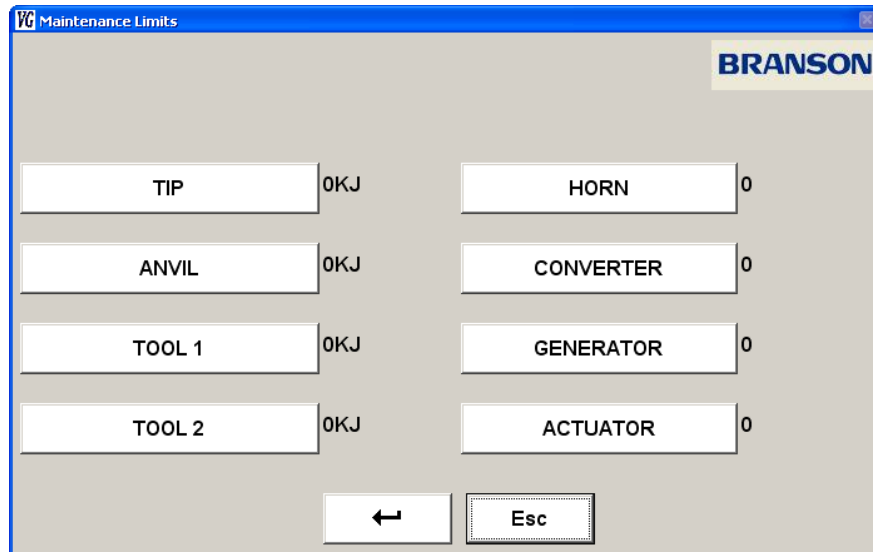 VG Maintenance Limits
BRANSON
TIP 0KJ HORN 0
ANVIL 0KJ CONVERTER 0
TOOL 1 0KJ GENERATOR 0
TOOL 2 0KJ ACTUATOR 0
Esc